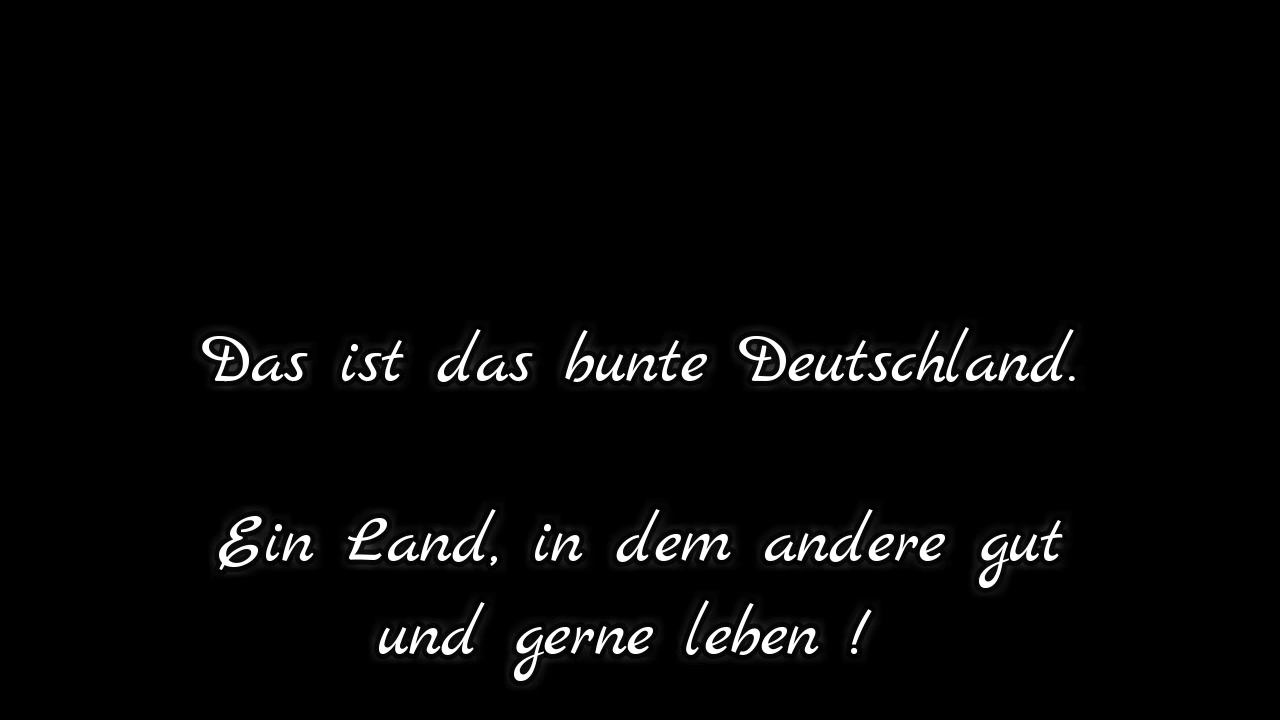 Das ist das bunte Deutschland.
Ein Land, in dem andere gut
und gerne leben !